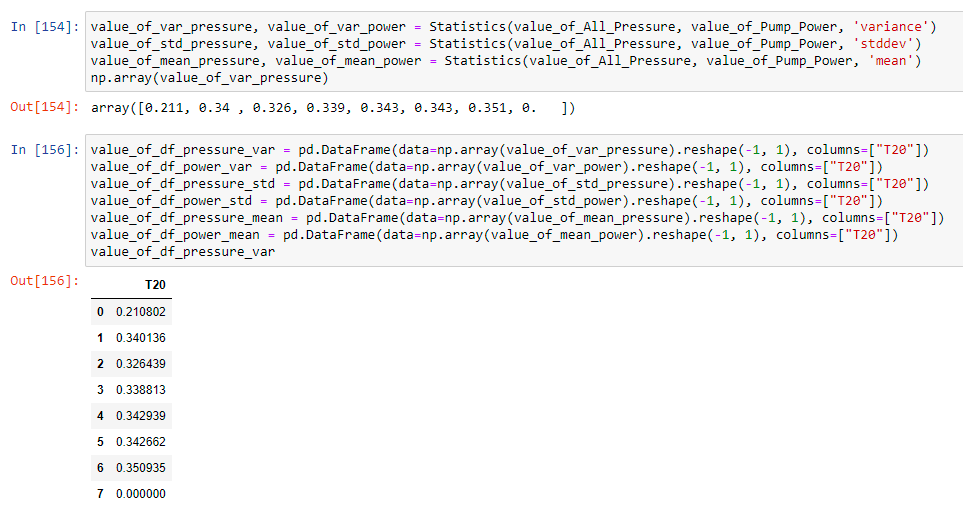 In [154]: value_of_var_pressure, value_of_var_power = Statistics(value_of_All_Pressure, value_of_Pump_Power, 'variance')
value_of_std_pressure, value_of_std_power = Statistics(value_of_All_Pressure, value_of_Pump_Power, 'stddev')
value_of_mean_pressure, value_of_mean_power = Statistics(value_of_All_Pressure, value_of_Pump_Power, 'mean')
np.array(value_of_var_pressure)
Out[154]: array([0.211, 0.34 , 0.326, 0.339, 0.343, 0.343, 0.351, 0.   ])
In [156]: value_of_df_pressure_var = pd.DataFrame(data=np.array(value_of_var_pressure).reshape(-1, 1), columns=["T20"])
value_of_df_power_var = pd.DataFrame(data=np.array(value_of_var_power).reshape(-1, 1), columns=["T20"])
value_of_df_pressure_std = pd.DataFrame(data=np.array(value_of_std_pressure).reshape(-1, 1), columns=["T20"])
value_of_df_power_std = pd.DataFrame(data=np.array(value_of_std_power).reshape(-1, 1), columns=["T20"])
value_of_df_pressure_mean = pd.DataFrame(data=np.array(value_of_mean_pressure).reshape(-1, 1), columns=["T20"])
value_of_df_power_mean = pd.DataFrame(data=np.array(value_of_mean_power).reshape(-1, 1), columns=["T20"])
value_of_df_pressure_var
Out[156]:
T20
0 0.210802
1 0.340136
2 0.326439
3 0.338813
4 0.342939
5 0.342662
6 0.350935
7 0.000000